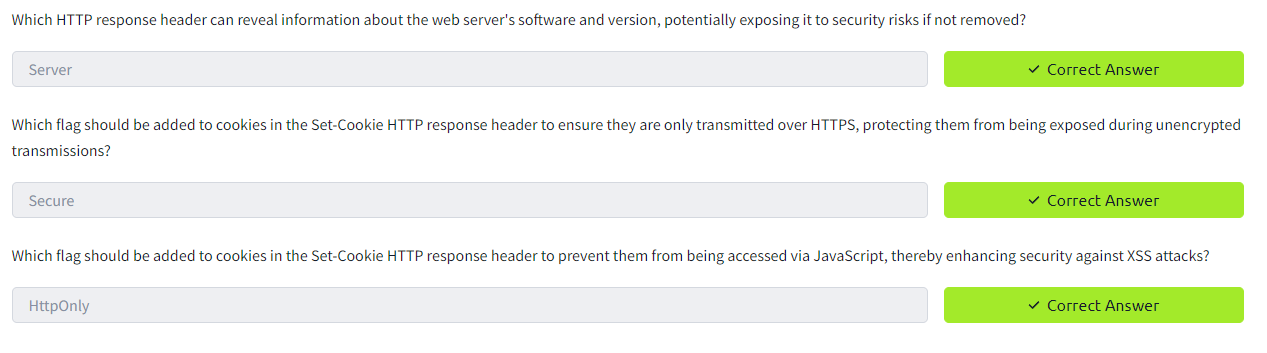 Which HTTP response header can reveal information about the web server's software and version, potentially exposing it to security risks if not removed?
Server
✓ Correct Answer
Which flag should be added to cookies in the Set-Cookie HTTP response header to ensure they are only transmitted over HTTPS, protecting them from being exposed during unencrypted
transmissions?
Secure
✓ Correct Answer
Which flag should be added to cookies in the Set-Cookie HTTP response header to prevent them from being accessed via JavaScript, thereby enhancing security against XSS attacks?
HttpOnly
✓ Correct Answer